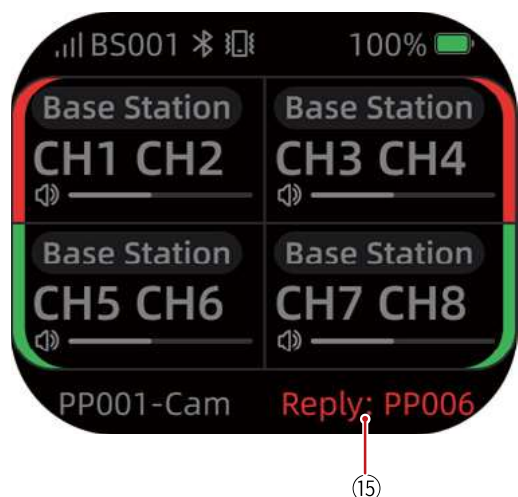 BS001 100%
Base Station Base Station
CH1 CH2 CH3 CH4
Base Station Base Station
CH5 CH6 CH7 CH8
PP001-Cam Reply: PP006
⑮